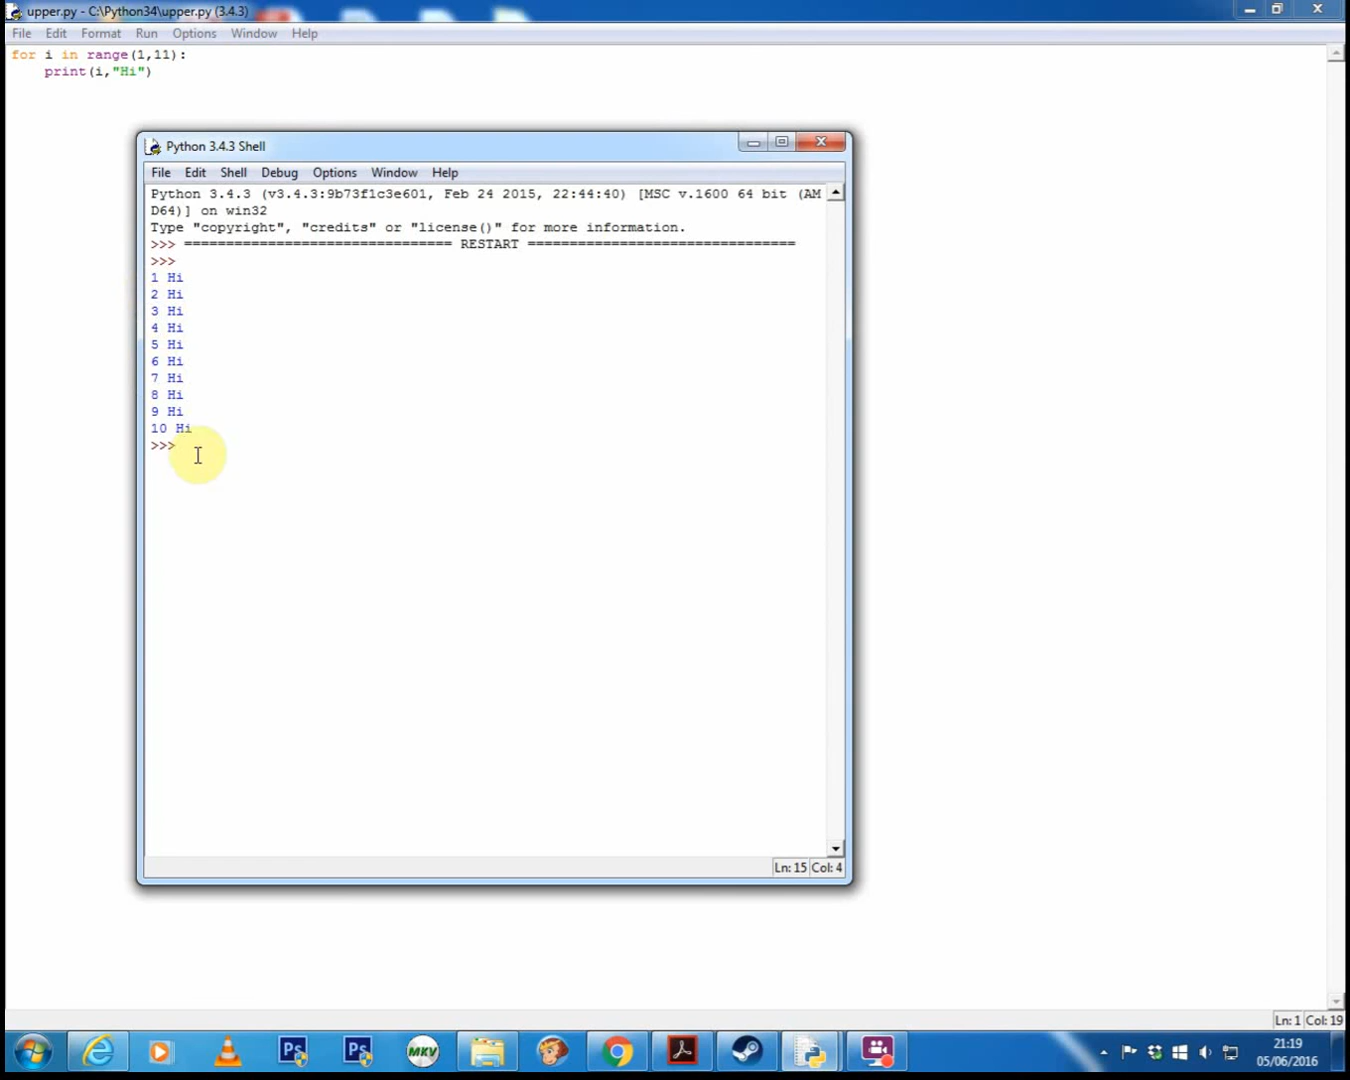 upper.py - C:\Python34\upper.py (3.4.3)
File Edit Format Run Options Window Help
for i in range(1,11):
    print(i,"Hi")
Python 3.4.3 Shell
File Edit Shell Debug Options Window Help
Python 3.4.3 (v3.4.3:9b73f1c3e601, Feb 24 2015, 22:44:40) [MSC v.1600 64 bit (AM
D64)] on win32
Type "copyright", "credits" or "license()" for more information.
>>> ================================ RESTART ================================
>>>
1 Hi
2 Hi
3 Hi
4 Hi
5 Hi
6 Hi
7 Hi
8 Hi
9 Hi
10 Hi
>>>
Ln: 15 Col: 4
Ln: 1 Col: 19
Ps Ps MKV
21:19
05/06/2016